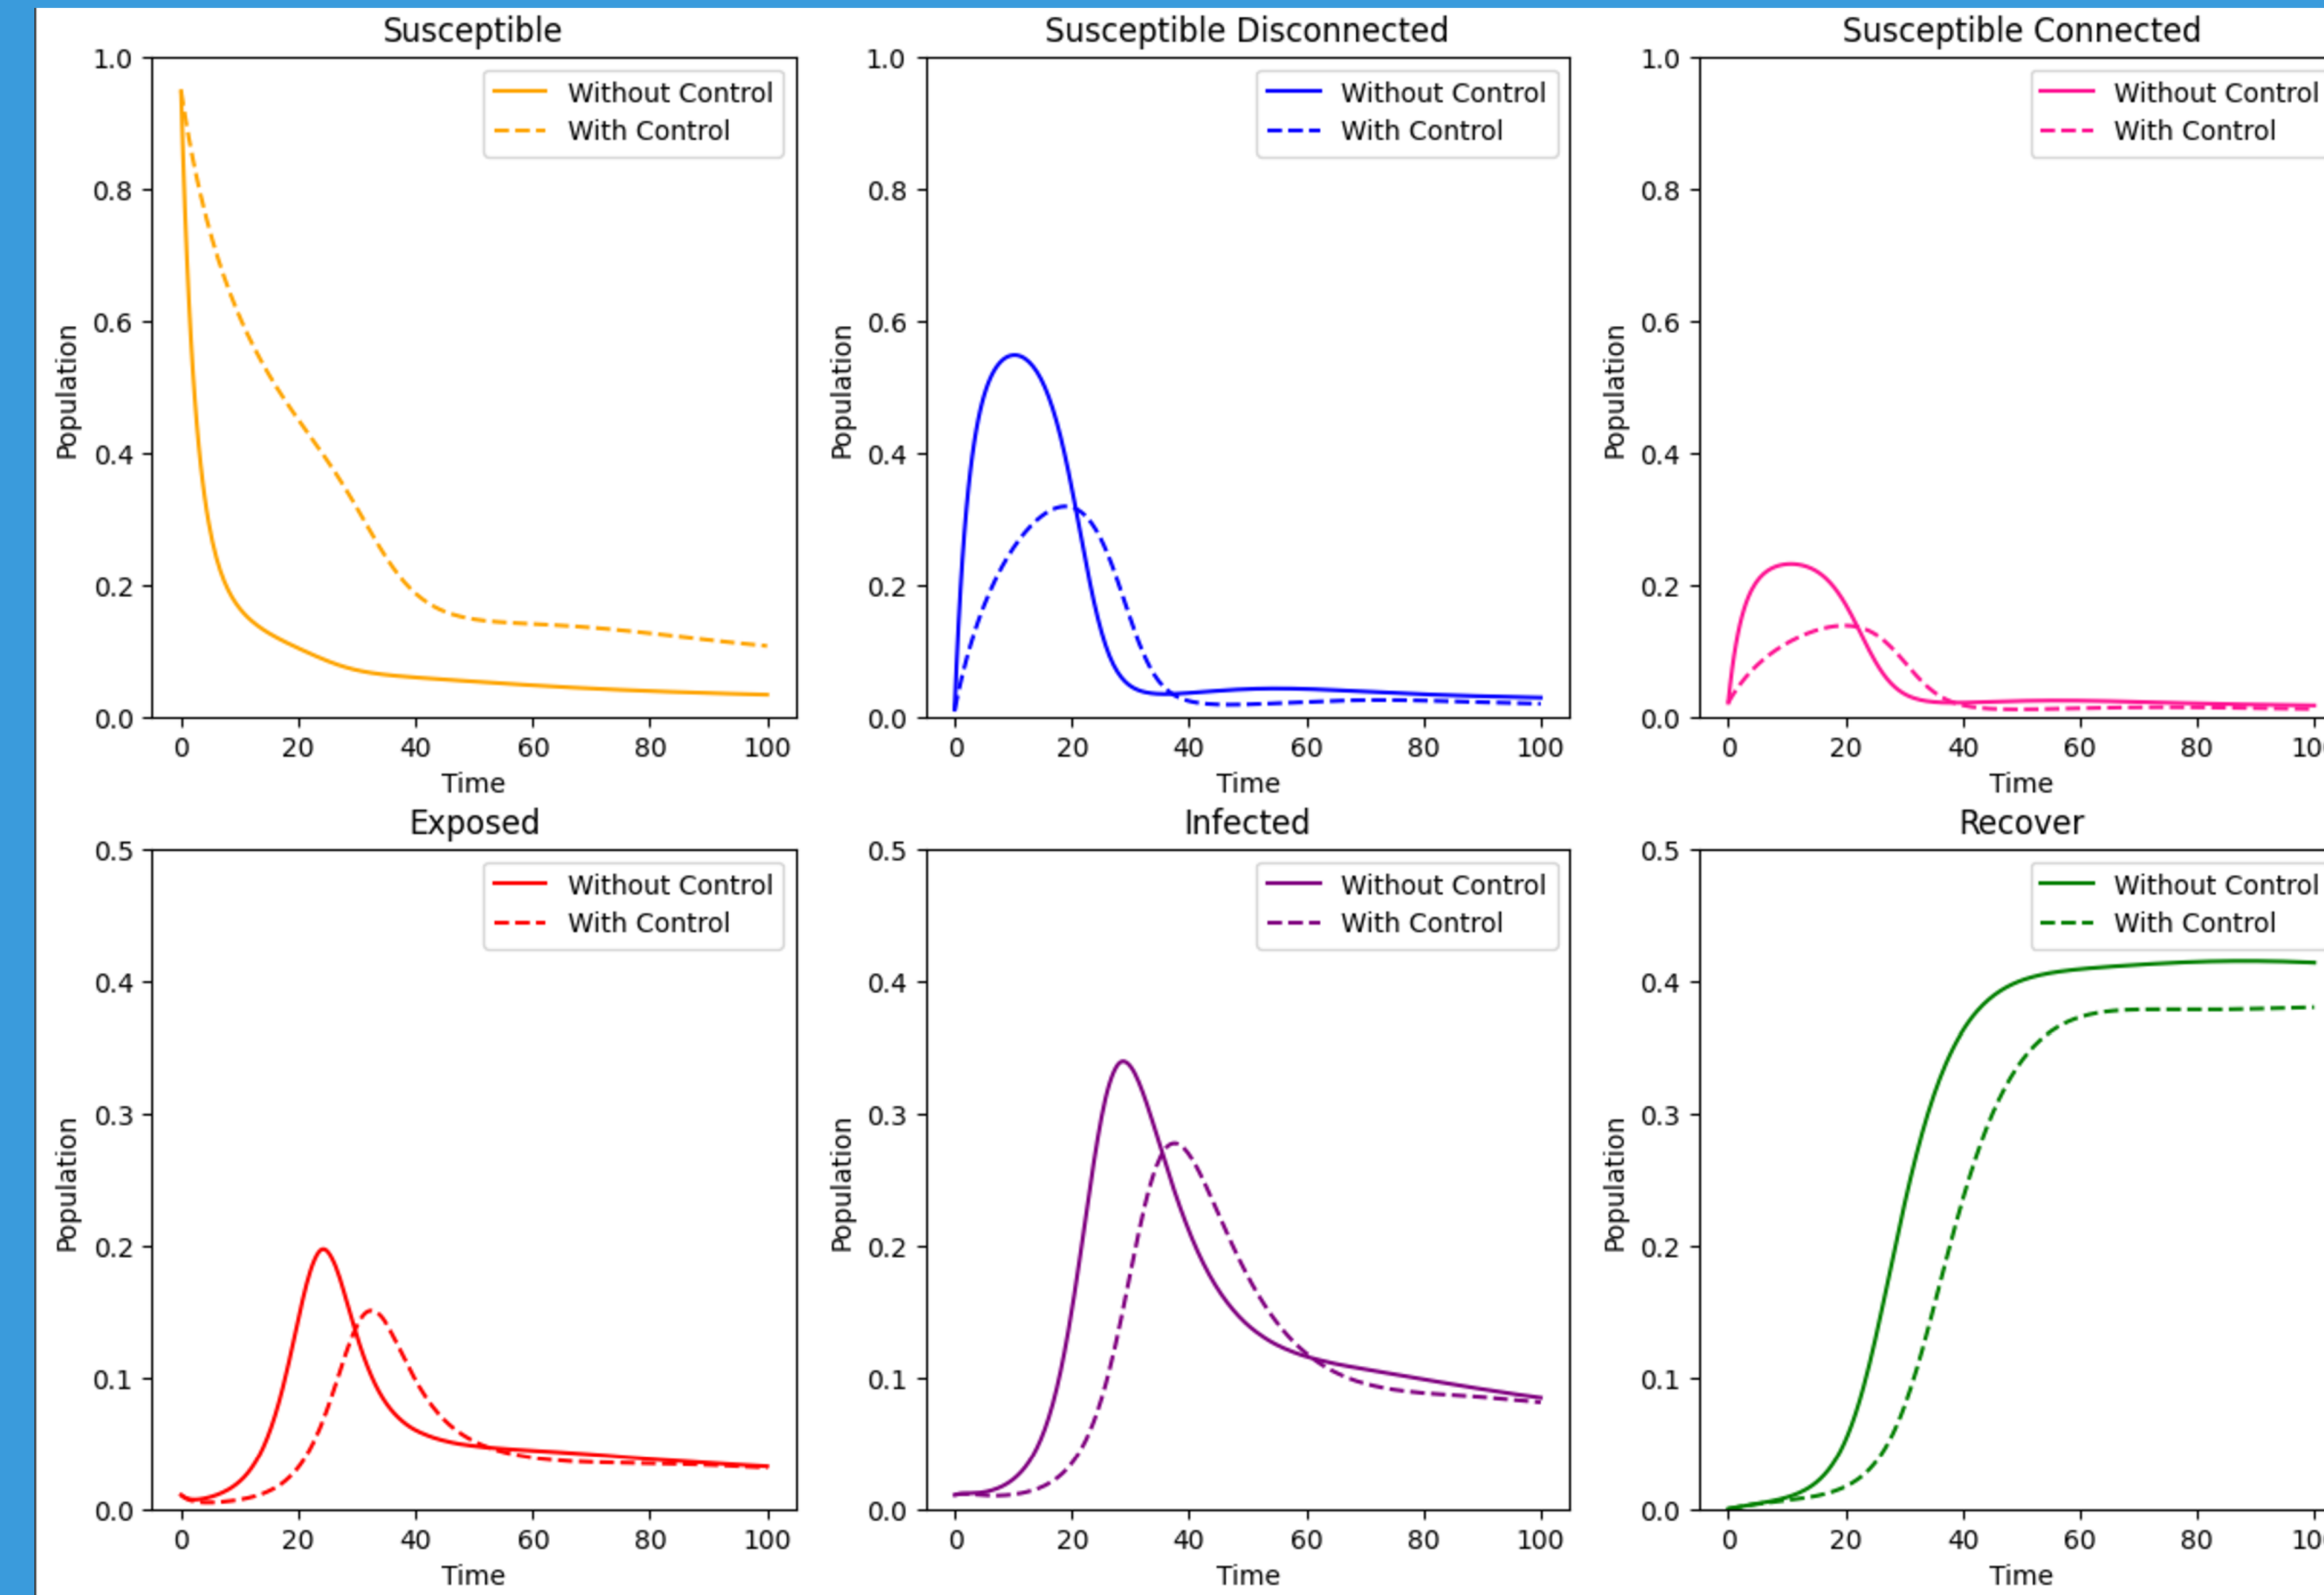 Susceptible
1.0
0.8
0.6
0.4
0.2
0.0
Population
Without Control
With Control
0 20 40 60 80 100
Time
Susceptible Disconnected
1.0
0.8
0.6
0.4
0.2
0.0
Population
Without Control
With Control
0 20 40 60 80 100
Time
Susceptible Connected
1.0
0.8
0.6
0.4
0.2
0.0
Population
Without Control
With Control
0 20 40 60 80 10
Time
Exposed
0.5
0.4
0.3
0.2
0.1
0.0
Population
Without Control
With Control
0 20 40 60 80 100
Time
Infected
0.5
0.4
0.3
0.2
0.1
0.0
Population
Without Control
With Control
0 20 40 60 80 100
Time
Recover
0.5
0.4
0.3
0.2
0.1
0.0
Population
Without Control
With Control
0 20 40 60 80 10
Time